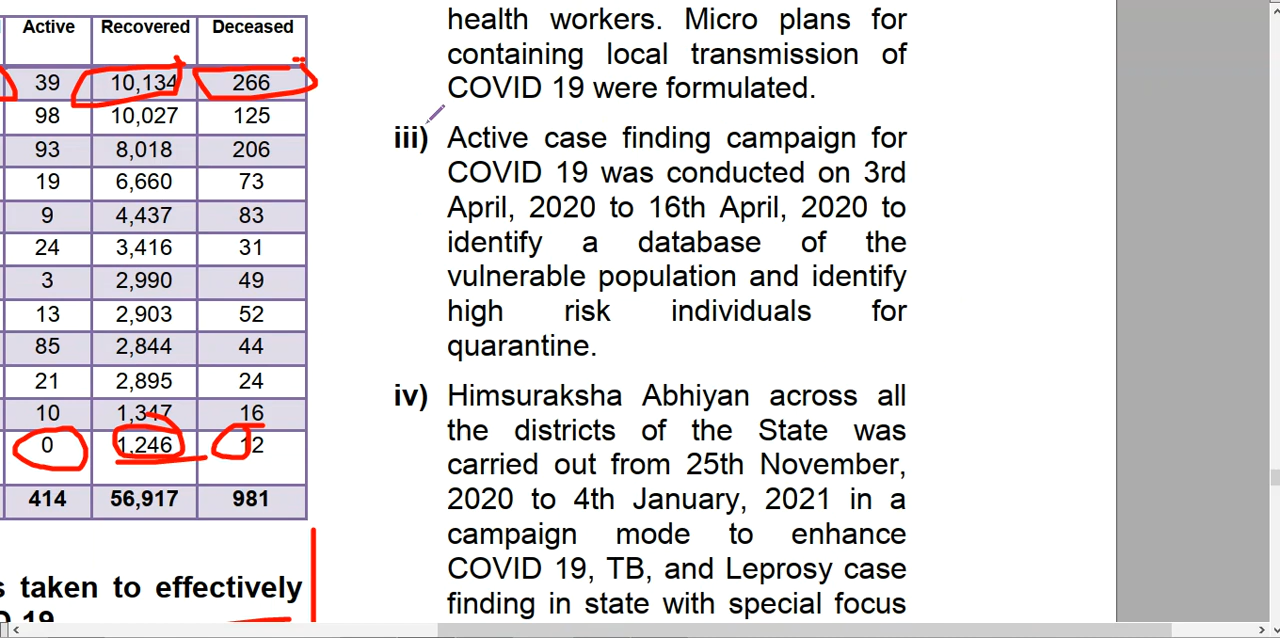 Active Recovered Deceased
39 10,134 266
98 10,027 125
93 8,018 206
19 6,660 73
9 4,437 83
24 3,416 31
3 2,990 49
13 2,903 52
85 2,844 44
21 2,895 24
10 1,347 16
0 1,246 12
414 56,917 981
s taken to effectively
D 19
health workers. Micro plans for
containing local transmission of
COVID 19 were formulated.
iii) Active case finding campaign for
COVID 19 was conducted on 3rd
April, 2020 to 16th April, 2020 to
identify a database of the
vulnerable population and identify
high risk individuals for
quarantine.
iv) Himsuraksha Abhiyan across all
the districts of the State was
carried out from 25th November,
2020 to 4th January, 2021 in a
campaign mode to enhance
COVID 19, TB, and Leprosy case
finding in state with special focus